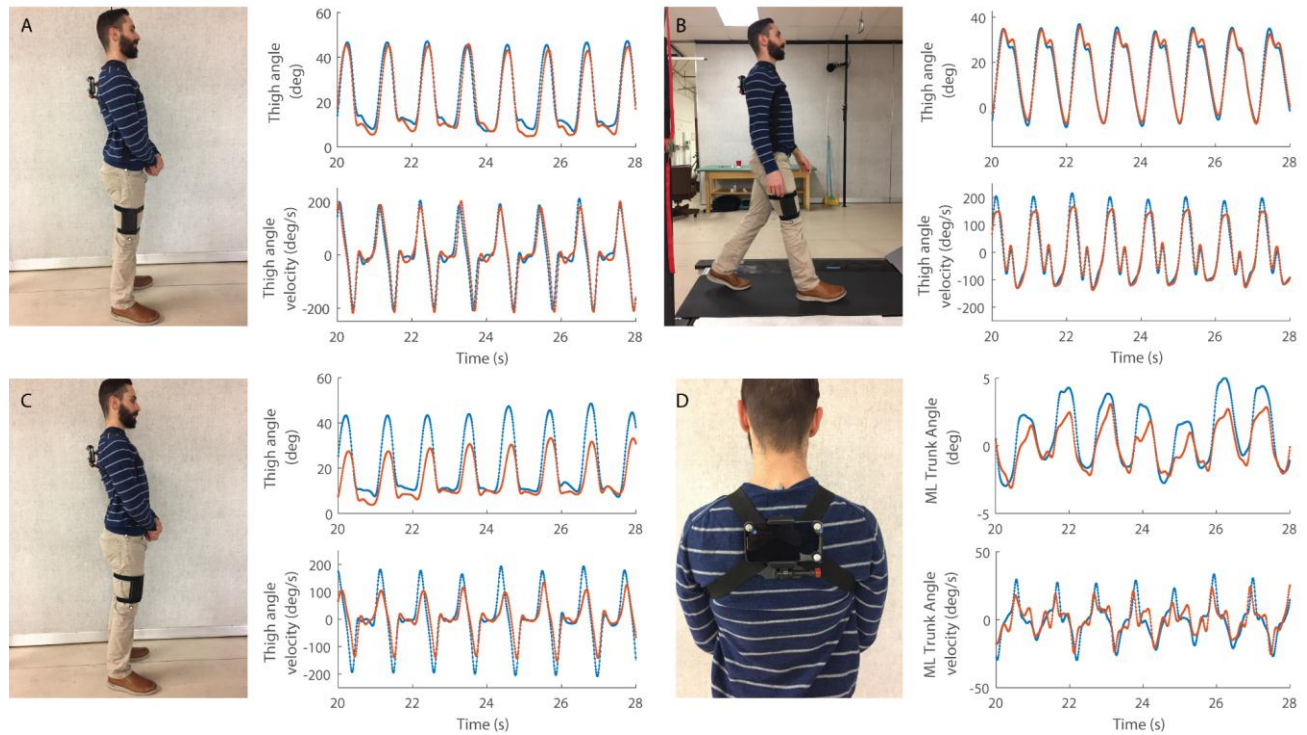 A
Thigh angle
(deg)
60
40
20
0
20 22 24 26 28
Thigh angle
velocity (deg/s)
200
0
-200
20 22 24 26 28
Time (s)
B
Thigh angle
(deg)
40
20
0
20 22 24 26 28
Thigh angle
velocity (deg/s)
200
100
0
-100
200
20 22 24 26 28
Time (s)
C
Thigh angle
(deg)
60
40
20
0
20 22 24 26 28
Thigh angle
velocity (deg/s)
200
100
0
-100
-200
20 22 24 26 28
Time (s)
D
ML Trunk Angle
(deg)
5
0
-5
20 22 24 26 28
ML Trunk Angle
velocity (deg/s)
50
0
-50
20 22 24 26 28
Time (s)